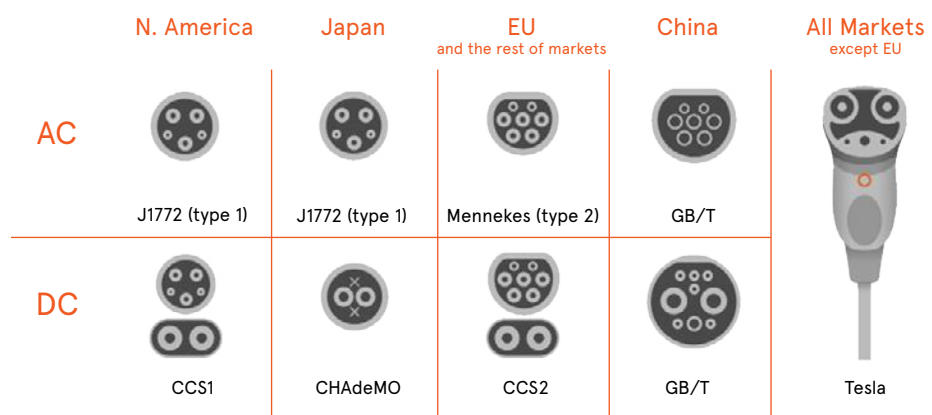 N. America
Japan
EU
and the rest of markets
China
All Markets
except EU
AC
J1772 (type 1)
J1772 (type 1)
Mennekes (type 2)
GB/T
DC
CCS1
CHAdeMO
CCS2
GB/T
Tesla